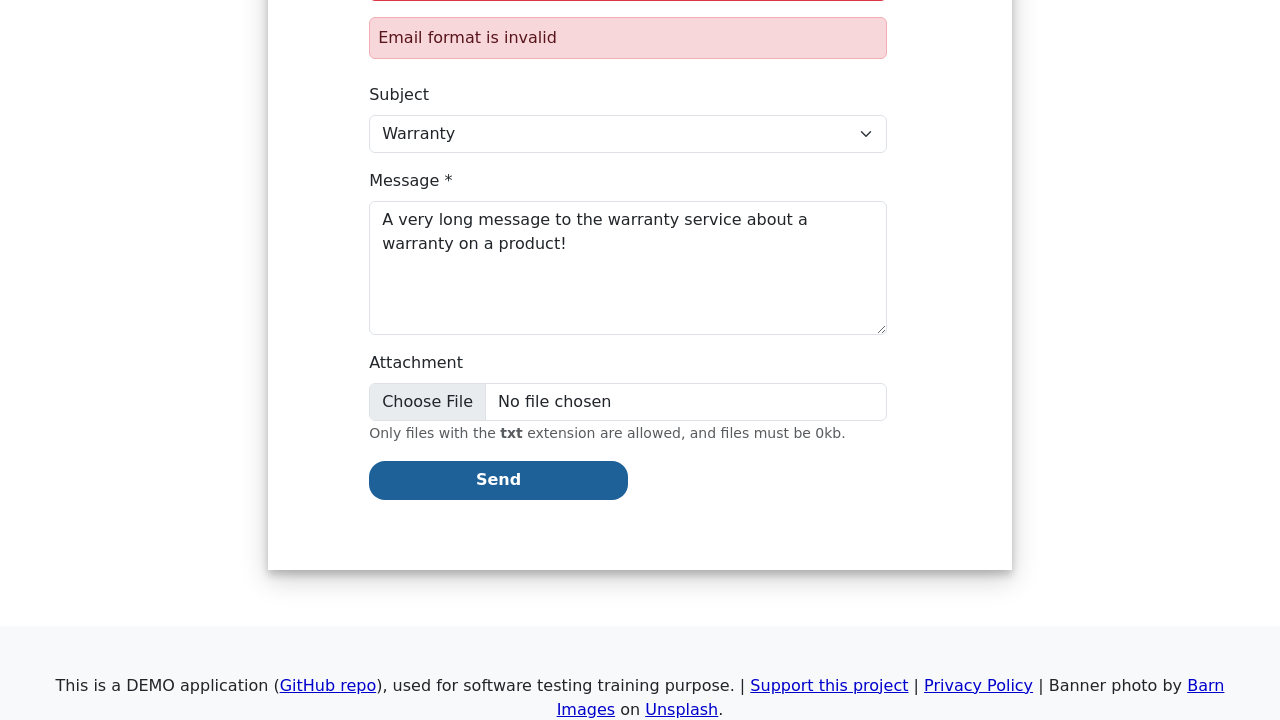 Email format is invalid
Subject
Warranty
Message *
A very long message to the warranty service about a
warranty on a product!
Attachment
Choose File No file chosen
Only files with the txt extension are allowed, and files must be 0kb.
Send
This is a DEMO application (GitHub repo), used for software testing training purpose. | Support this project | Privacy Policy | Banner photo by Barn
Images on Unsplash.